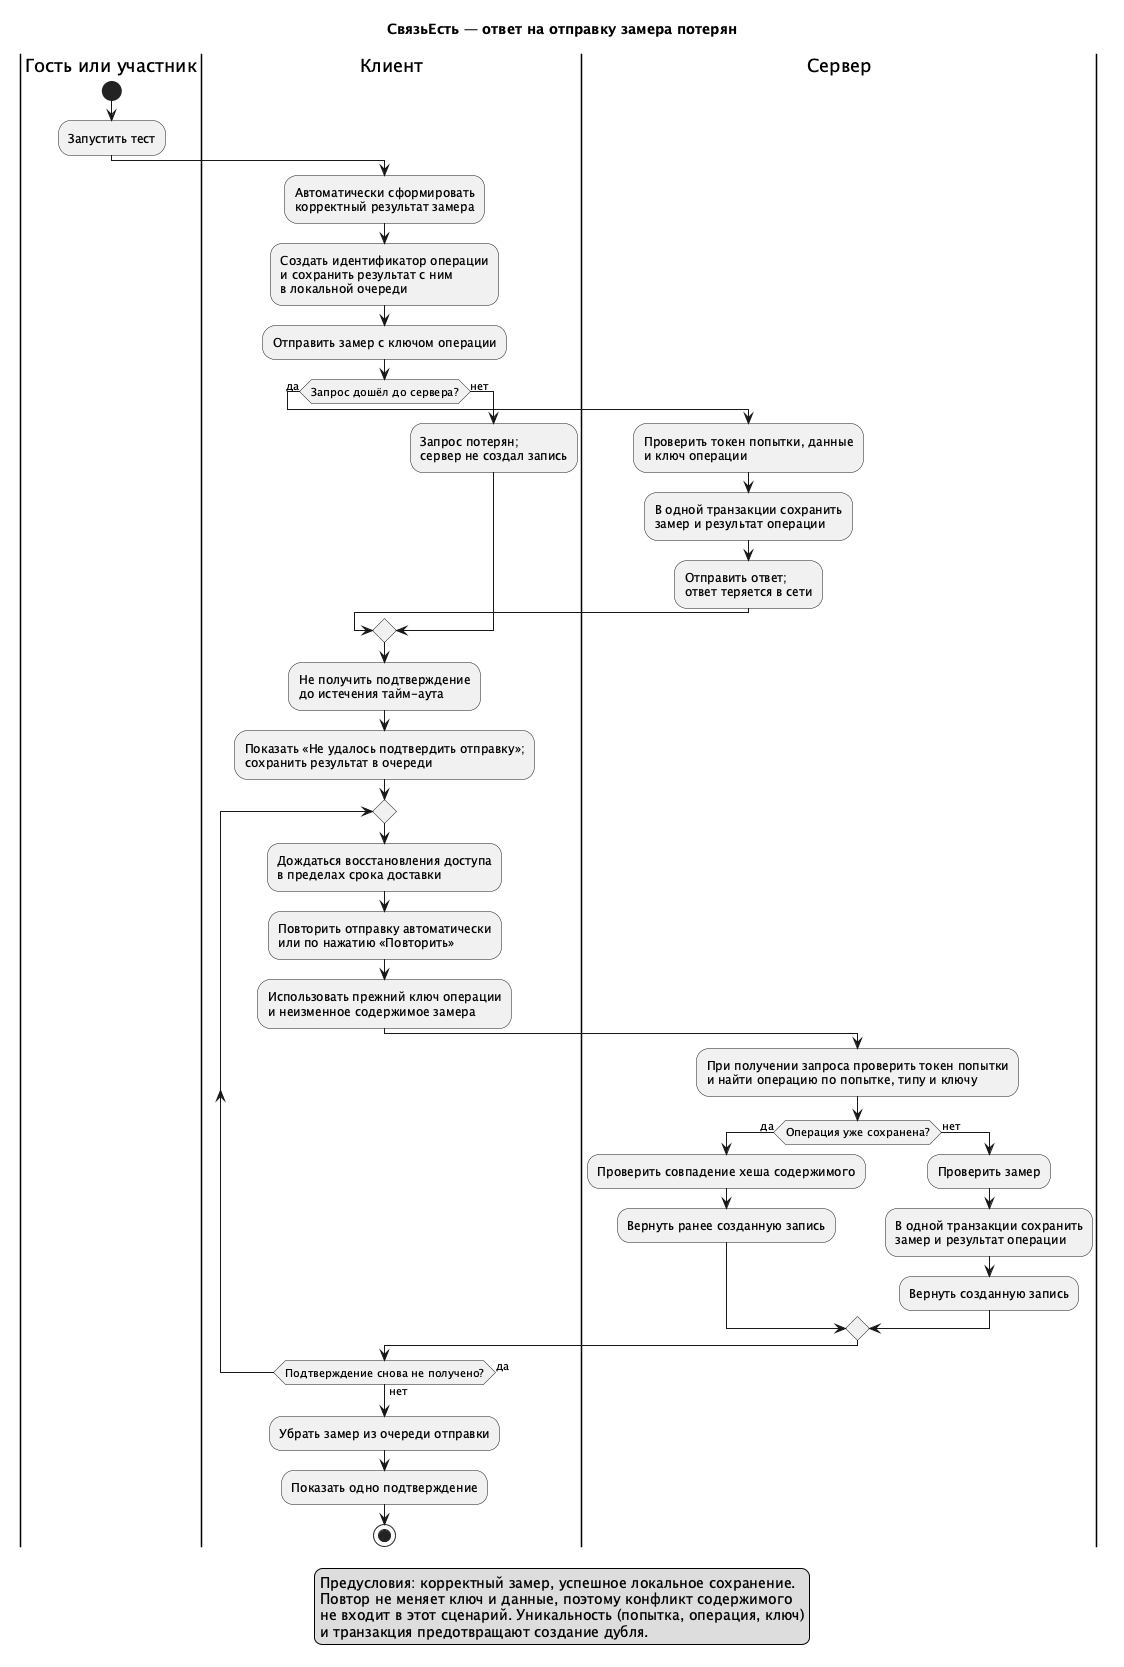 СвязьЕсть — ответ на отправку замера потерян
Гость или участник
Клиент
Сервер
Запустить тест
Автоматически сформировать
корректный результат замера
Создать идентификатор операции
и сохранить результат с ним
в локальной очереди
Отправить замер с ключом операции
да
Запрос дошёл до сервера?
нет
Запрос потерян;
сервер не создал запись
Проверить токен попытки, данные
и ключ операции
В одной транзакции сохранить
замер и результат операции
Отправить ответ;
ответ теряется в сети
Не получить подтверждение
до истечения тайм-аута
Показать «Не удалось подтвердить отправку»;
сохранить результат в очереди
Дождаться восстановления доступа
в пределах срока доставки
Повторить отправку автоматически
или по нажатию «Повторить»
Использовать прежний ключ операции
и неизменное содержимое замера
При получении запроса проверить токен попытки
и найти операцию по попытке, типу и ключу
да
Операция уже сохранена?
нет
Проверить совпадение хеша содержимого
Вернуть ранее созданную запись
Проверить замер
В одной транзакции сохранить
замер и результат операции
Вернуть созданную запись
Подтверждение снова не получено?
да
нет
Убрать замер из очереди отправки
Показать одно подтверждение
Предусловия: корректный замер, успешное локальное сохранение.
Повтор не меняет ключ и данные, поэтому конфликт содержимого
не входит в этот сценарий. Уникальность (попытка, операция, ключ)
и транзакция предотвращают создание дубля.